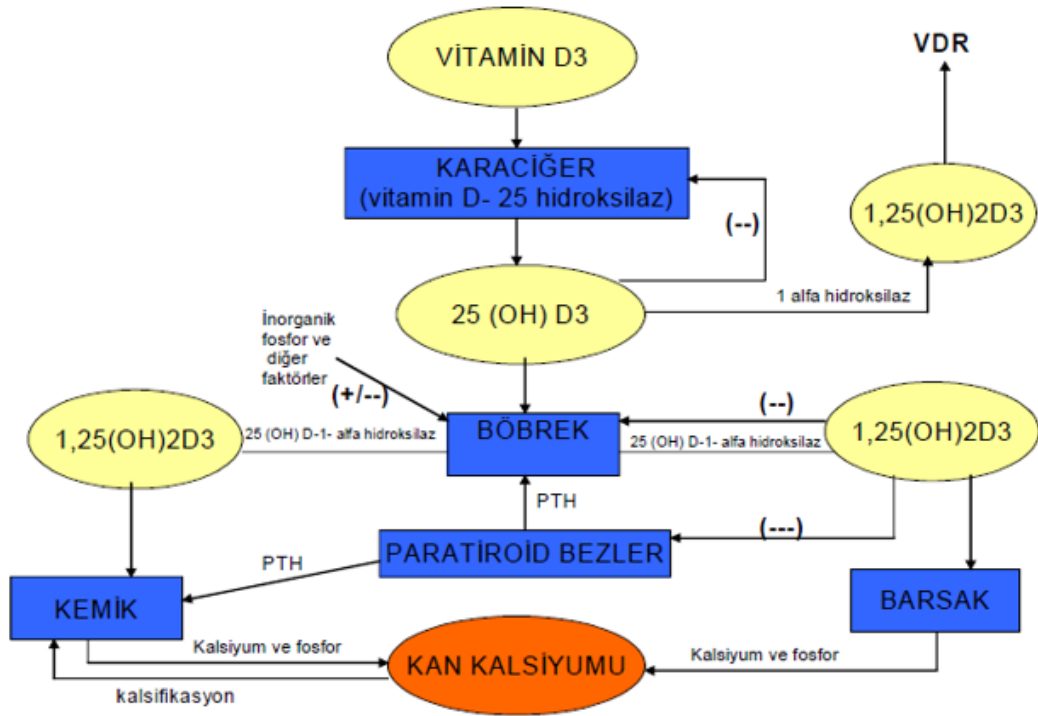 VİTAMİN D3
VDR
KARACİĞER
(vitamin D- 25 hidroksilaz)
(--)
1,25(OH)2D3
1 alfa hidroksilaz
25 (OH) D3
İnorganik
fosfor ve
diğer
faktörler
(+/--)
1,25(OH)2D3
25 (OH) D-1- alfa hidroksilaz
BÖBREK
(--)
25 (OH) D-1- alfa hidroksilaz
1,25(OH)2D3
PTH
(---)
PARATİROİD BEZLER
PTH
KEMİK
BARSAK
Kalsiyum ve fosfor
KAN KALSİYUMU
Kalsiyum ve fosfor
kalsifikasyon